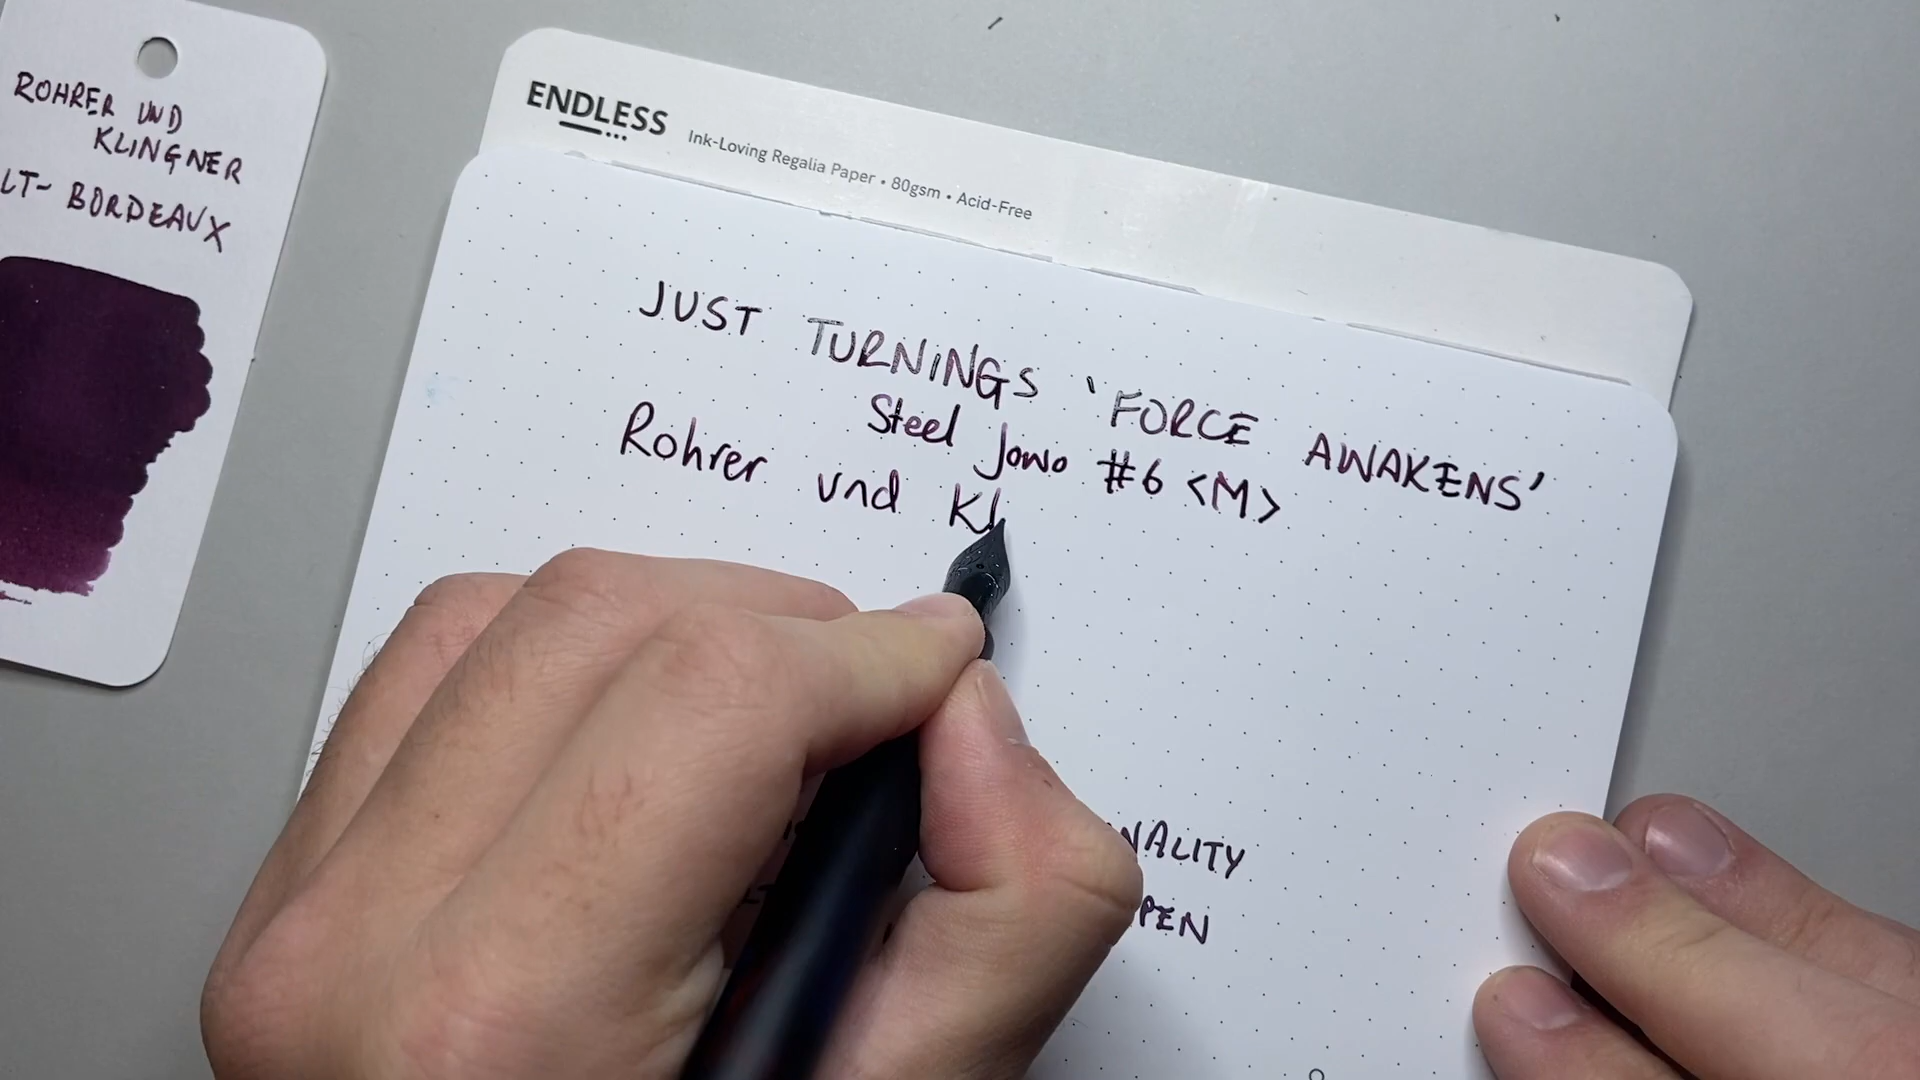 ROHRER UND
KLINGNER
LT- BORDEAUX
ENDLESS
Ink-Loving Regalia Paper • 80gsm • Acid-Free
JUST TURNINGS 'FORCE AWAKENS'
Steel Jowo #6 <M>
Rohrer und Kl
NALITY
PEN